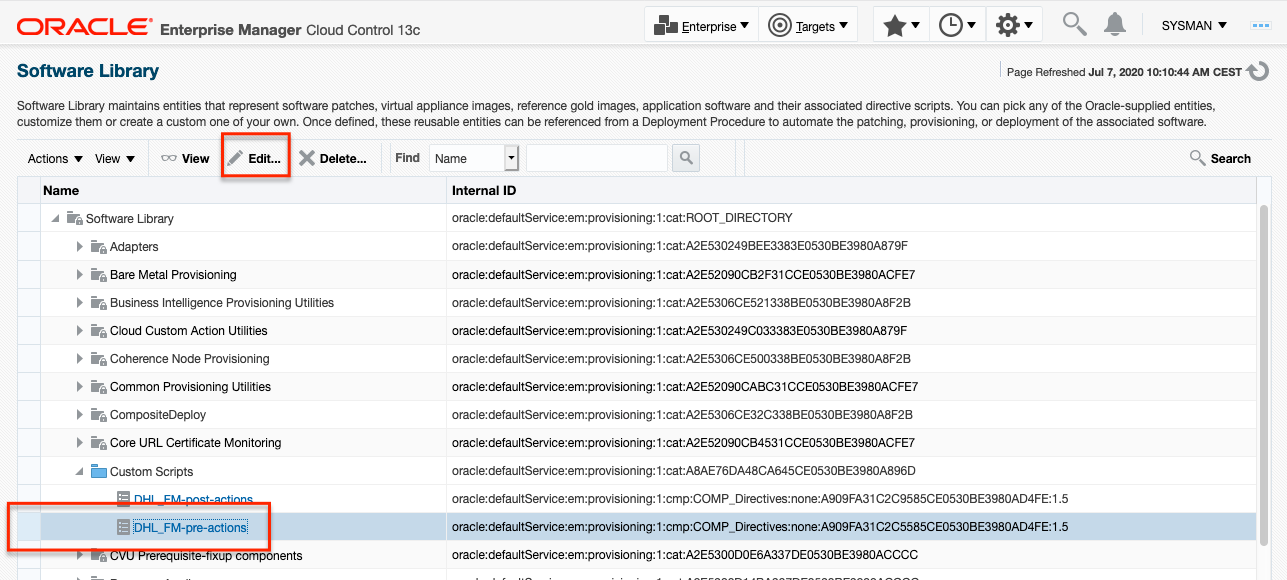 ORACLE® Enterprise Manager Cloud Control 13c Enterprise Targets SYSMAN
Software Library
Page Refreshed Jul 7, 2020 10:10:44 AM CEST
Software Library maintains entities that represent software patches, virtual appliance images, reference gold images, application software and their associated directive scripts. You can pick any of the Oracle-supplied entities,
customize them or create a custom one of your own. Once defined, these reusable entities can be referenced from a Deployment Procedure to automate the patching, provisioning, or deployment of the associated software.
Actions View View Edit... Delete... Find Name Search
Name Internal ID
Software Library oracle:defaultService:em:provisioning:1:cat:ROOT_DIRECTORY
Adapters oracle:defaultService:em:provisioning:1:cat:A2E530249BEE3383E0530BE3980A879F
Bare Metal Provisioning oracle:defaultService:em:provisioning:1:cat:A2E52090CB2F31CCE0530BE3980ACFE7
Business Intelligence Provisioning Utilities oracle:defaultService:em:provisioning:1:cat:A2E5306CE521338BE0530BE3980A8F2B
Cloud Custom Action Utilities oracle:defaultService:em:provisioning:1:cat:A2E530249C033383E0530BE3980A879F
Coherence Node Provisioning oracle:defaultService:em:provisioning:1:cat:A2E5306CE500338BE0530BE3980A8F2B
Common Provisioning Utilities oracle:defaultService:em:provisioning:1:cat:A2E52090CABC31CCE0530BE3980ACFE7
CompositeDeploy oracle:defaultService:em:provisioning:1:cat:A2E5306CE32C338BE0530BE3980A8F2B
Core URL Certificate Monitoring oracle:defaultService:em:provisioning:1:cat:A2E52090CB4531CCE0530BE3980ACFE7
Custom Scripts oracle:defaultService:em:provisioning:1:cat:A8AE76DA48CA645CE0530BE3980A896D
DHL_FM-post-actions oracle:defaultService:em:provisioning:1:cmp:COMP_Directives:none:A909FA31C2C9585CE0530BE3980AD4FE:1.5
DHL_FM-pre-actions oracle:defaultService:em:provisioning:1:cmp:COMP_Directives:none:A909FA31C2C3585CE0530BE3980AD4FE:1.5
CVU Prerequisite-fixup components oracle:defaultService:em:provisioning:1:cat:A2E5300D0E6A337DE0530BE3980ACCCC